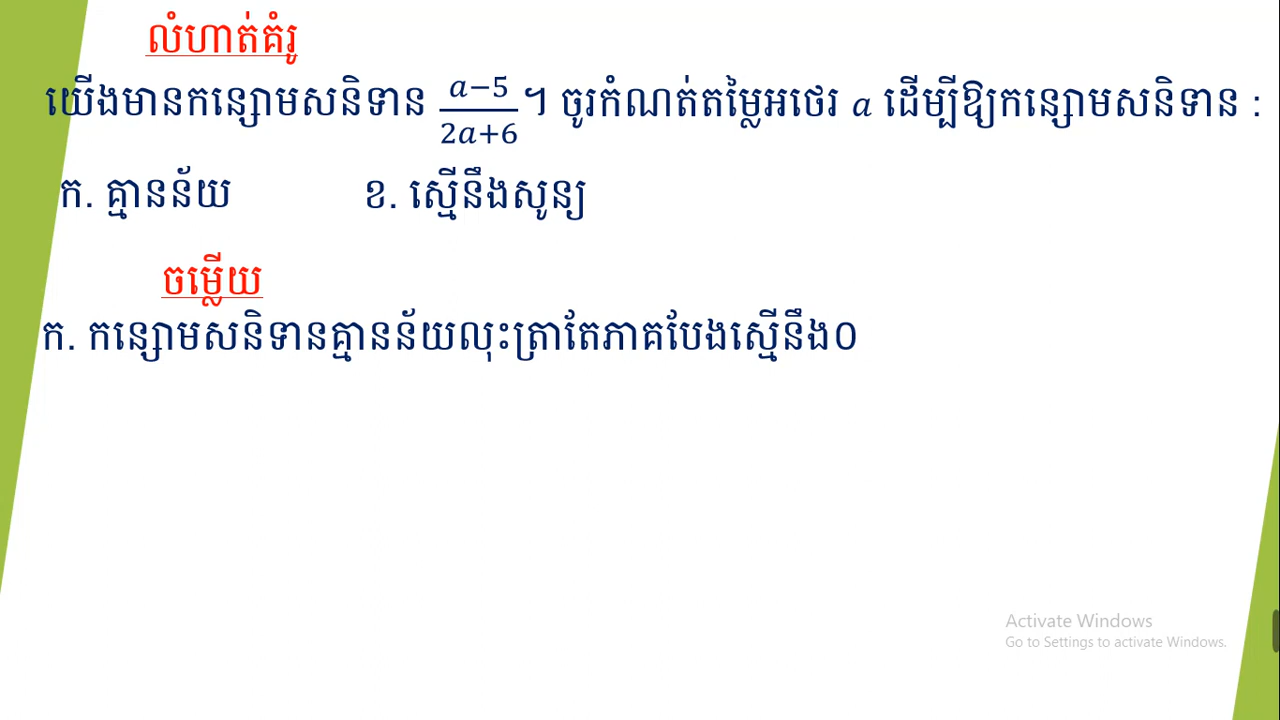 លំហាត់គំរូ
យើងមានកន្សោមសនិទាន \frac{a-5}{2a+6}។ ចូរកំណត់តម្លៃអថេរ a ដើម្បីឱ្យកន្សោមសនិទាន :
ក. គ្មានន័យ ខ. ស្មើនឹងសូន្យ
ចម្លើយ
ក. កន្សោមសនិទានគ្មានន័យលុះត្រាតែភាគបែងស្មើនឹង០
Activate Windows
Go to Settings to activate Windows.